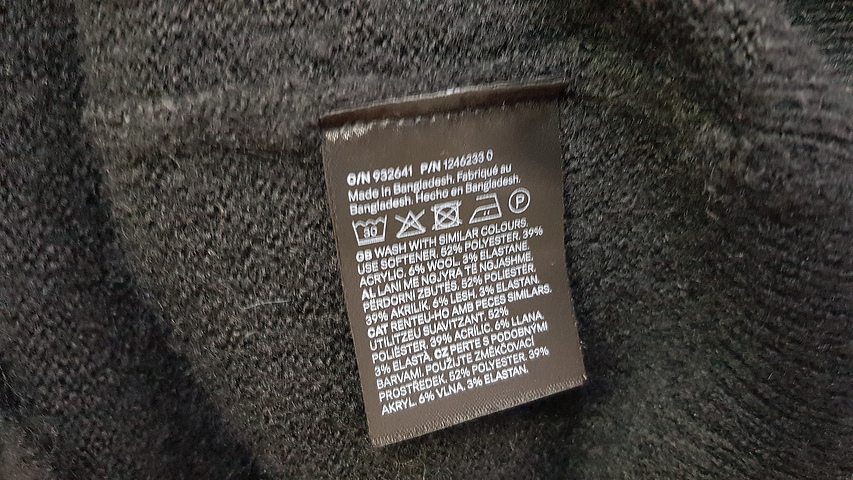 O/N 932641 P/N 1246233 0
Made in Bangladesh. Fabriqué au
Bangladesh. Hecho en Bangladesh.
30 P
GB WASH WITH SIMILAR COLOURS.
USE SOFTENER. 52% POLYESTER, 39%
ACRYLIC, 6% WOOL, 3% ELASTANE.
AL LANI ME NGJYRA TË NGJASHME.
PËRDORNI ZBUTËS. 52% POLIESTËR,
39% AKRILIK, 6% LESH, 3% ELASTAN.
CAT RENTEU-HO AMB PECES SIMILARS.
UTILITZEU SUAVITZANT. 52%
POLIÈSTER, 39% ACRÍLIC, 6% LLANA,
3% ELASTÀ. CZ PERTE S PODOBNÝMI
BARVAMI. POUŽIJTE ZMĚKČOVACÍ
PROSTŘEDEK. 52% POLYESTER, 39%
AKRYL, 6% VLNA, 3% ELASTAN.